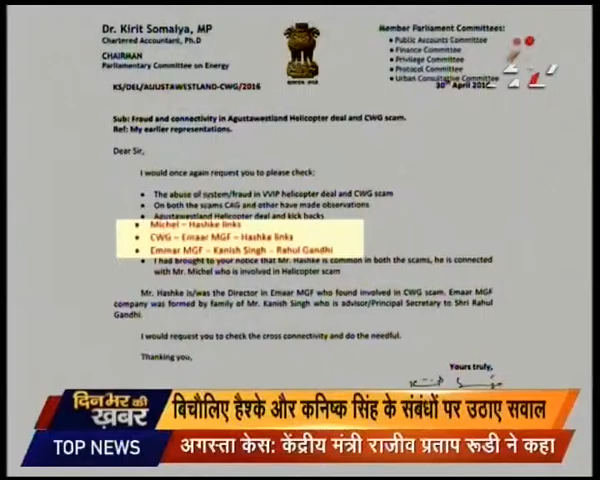 Dr. Kirit Somaiya, MP
Chartered Accountant, Ph.D
CHAIRMAN
Parliamentary Committee on Energy
Member Parliament Committees:
• Public Accounts Committee
• Finance Committee
• Privilege Committee
• Protocol Committee
• Urban Consultative Committee
KS/DEL/AUUSTAWESTLAND-CWG/2016
30th April
Sub: Fraud and connectivity in Agustawestland Helicopter deal and CWG scam.
Ref: My earlier representations.
Dear Sir,
I would once again request you to please check:
• The abuse of system/fraud in VVIP helicopter deal and CWG scam
• On both the scams CAG and other have made observations
• Agustawestland Helicopter deal and kick backs
• Michel – Hashke links
• CWG – Emaar MGF – Hashke links
• Emmar MGF – Kanish Singh – Rahul Gandhi
• I had brought to your notice that Mr. Hashke is common in both the scams, he is connected
with Mr. Michel who is involved in Helicopter scam
Mr. Hashke is/was the Director in Emaar MGF who found involved in CWG scam. Emaar MGF
company was formed by family of Mr. Kanish Singh who is advisor/Principal Secretary to Shri Rahul
Gandhi.
I would request you to check the cross connectivity and do the needful.
Thanking you,
Yours truly,
दिन भर की
ख़बर
बिचौलिए हैश्के और कनिष्क सिंह के संबंधों पर उठाए सवाल
TOP NEWS
अगस्ता केस: केंद्रीय मंत्री राजीव प्रताप रूडी ने कहा